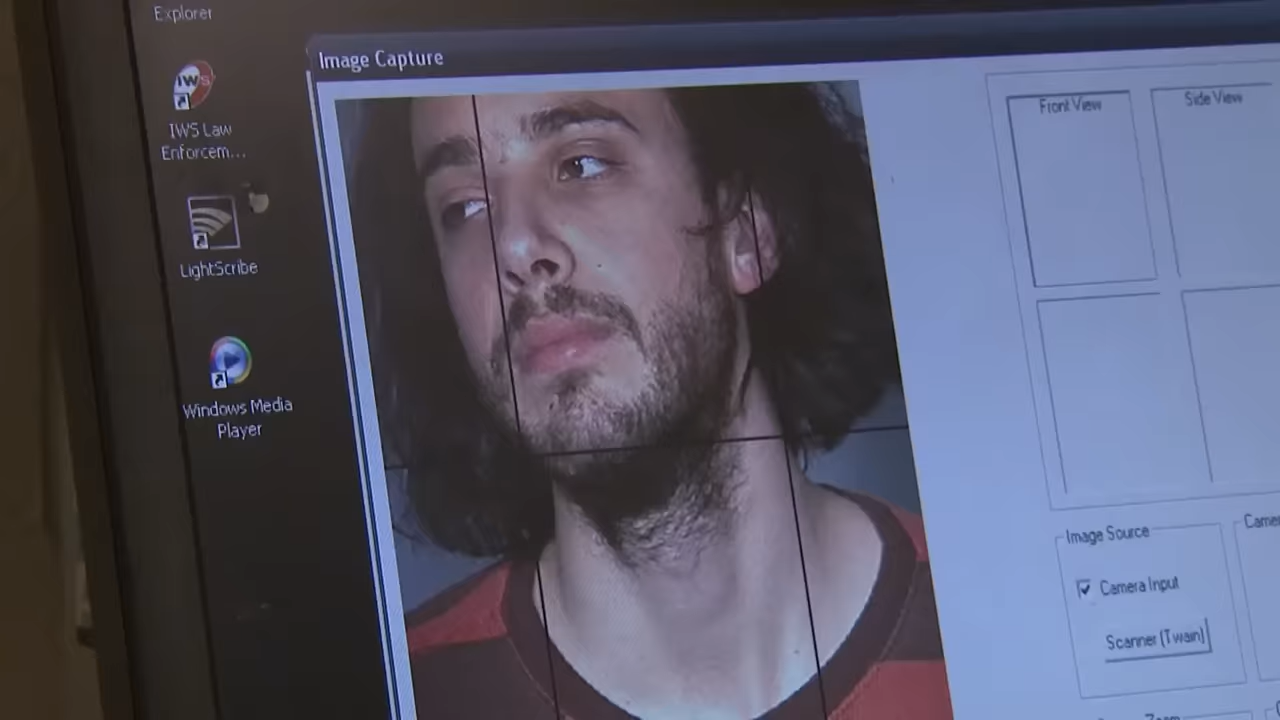 Explorer
IWS
IWS Law
Enforcem...
LightScribe
Windows Media
Player
Image Capture
Front View
Side View
Image Source
Camera Input
Scanner (Twain)
Zoom